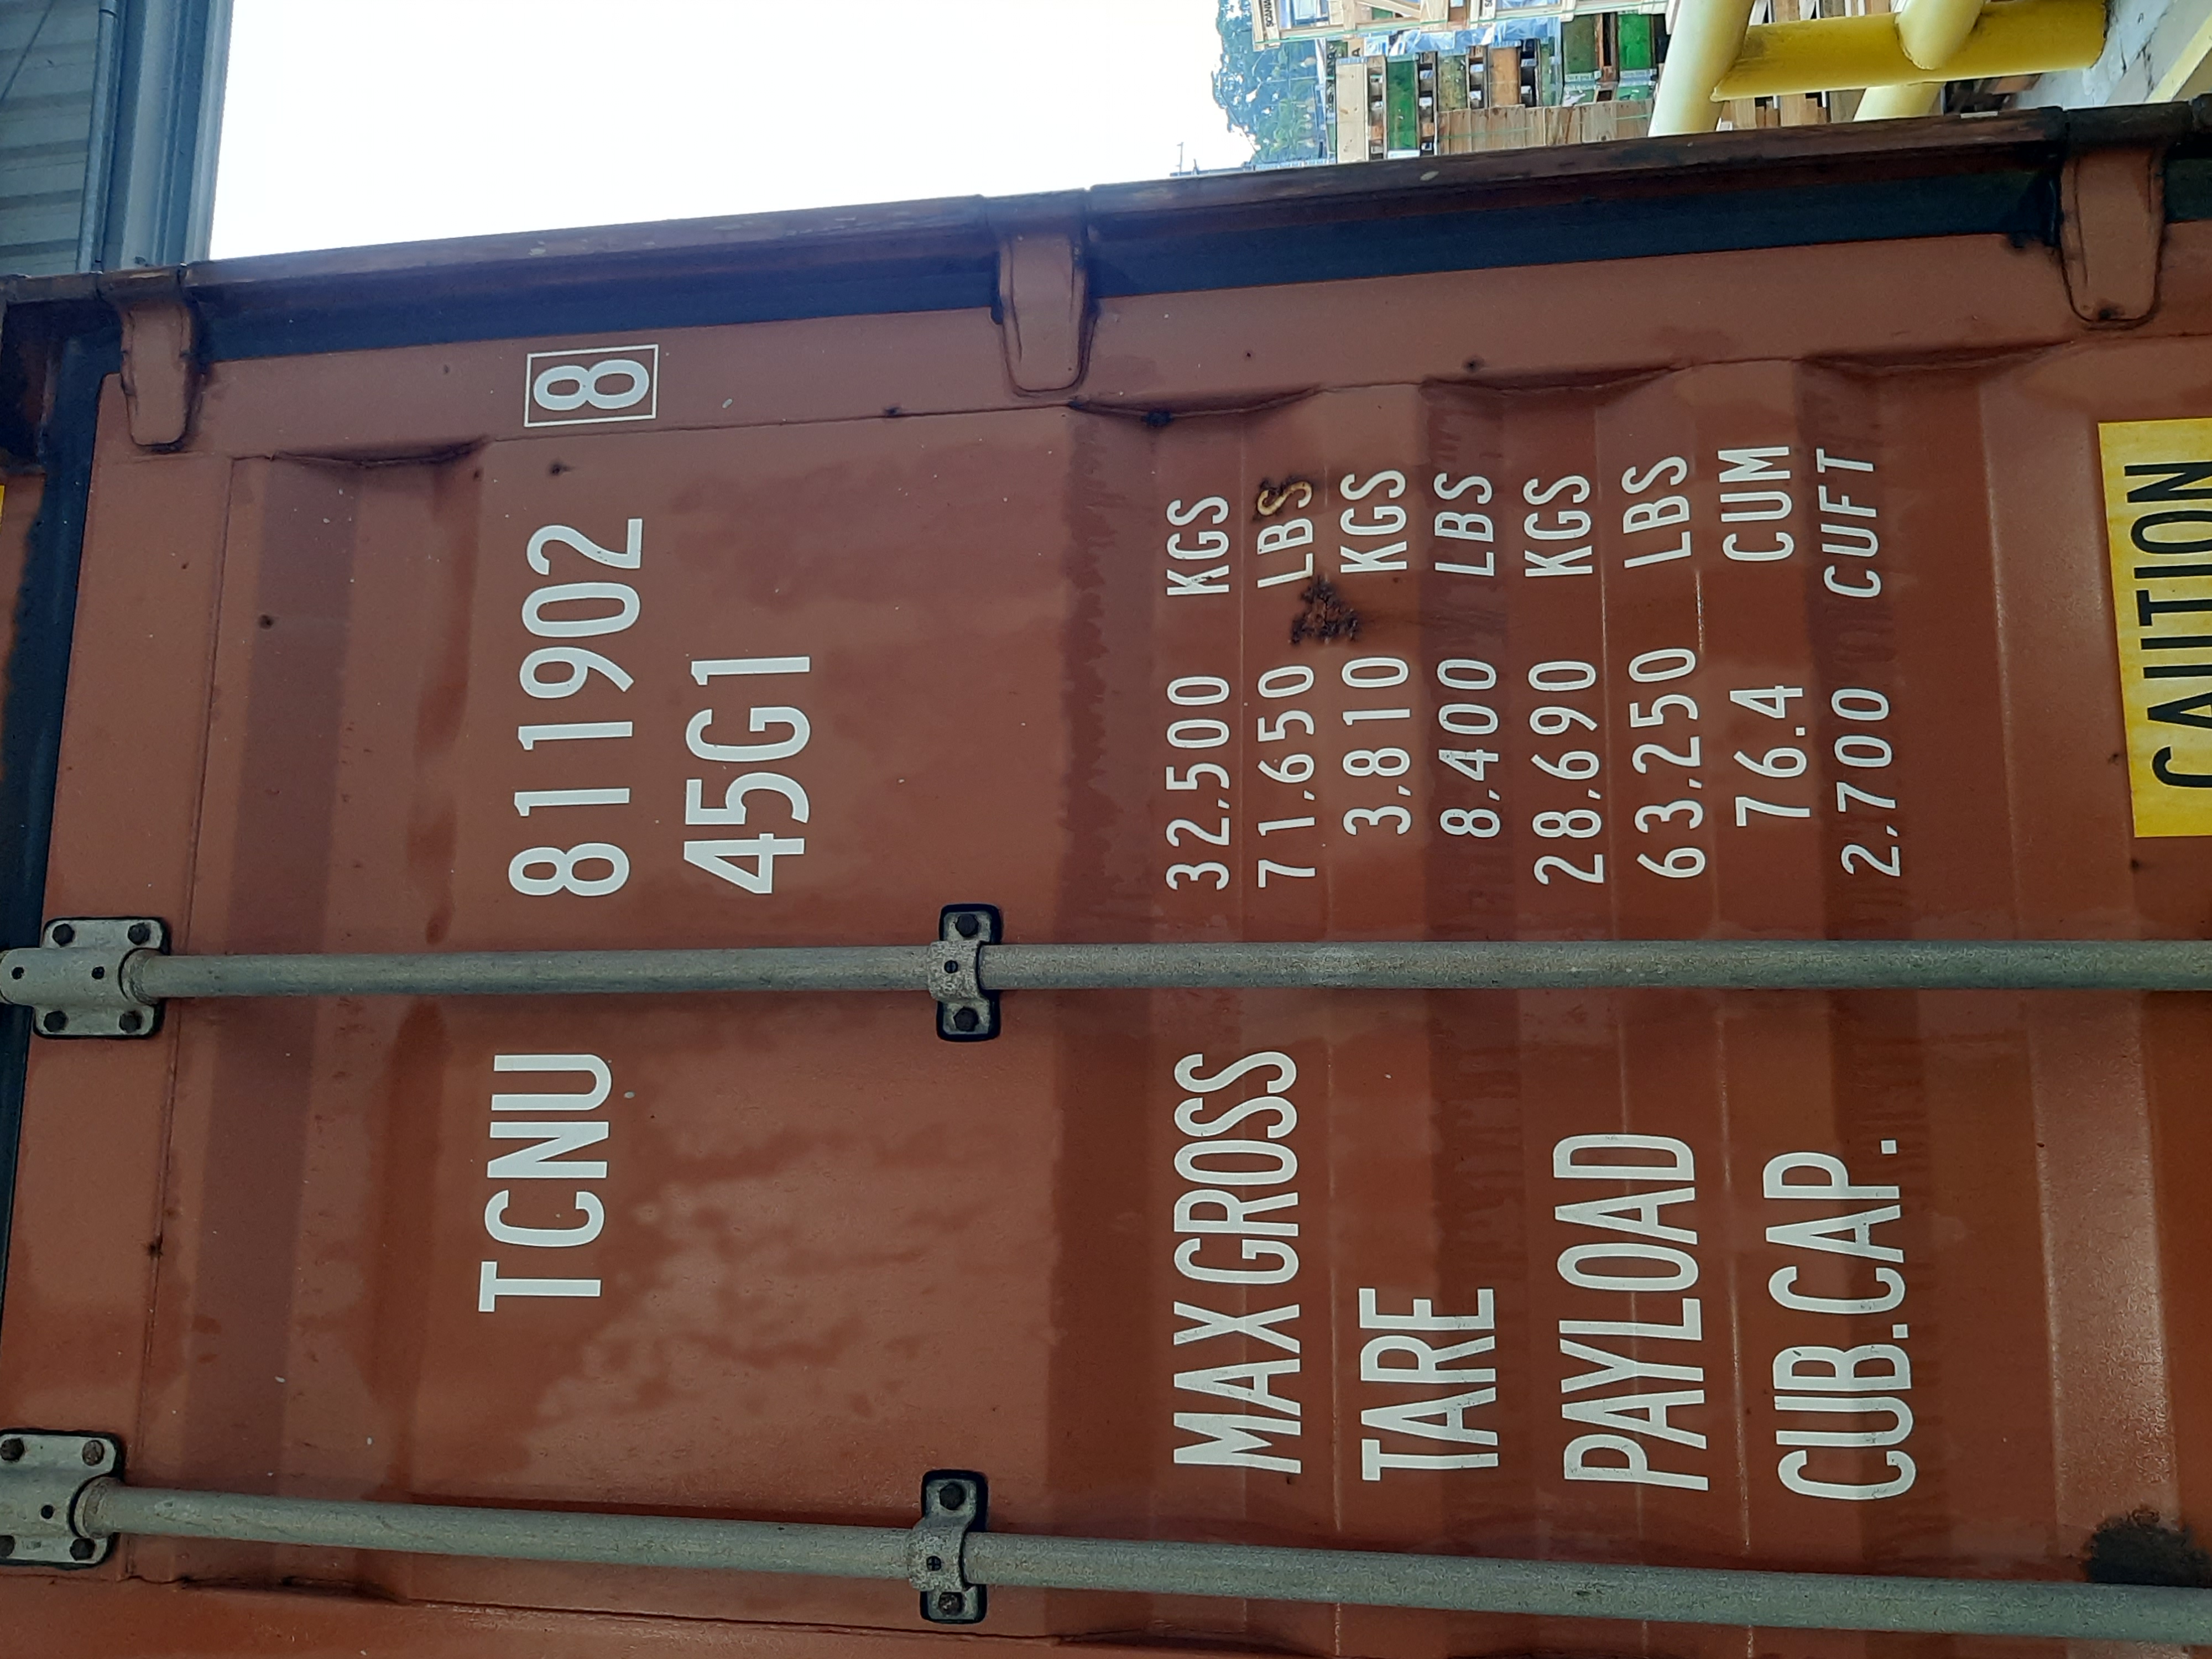 TCNU 811902 8
45G1
MAX GROSS 32,500 KGS
71,650 LBS
TARE 3,810 KGS
8,400 LBS
PAYLOAD 28,690 KGS
63,250 LBS
CUB.CAP. 76.4 CUM
2,700 CUFT
CAUTION
SCANIA